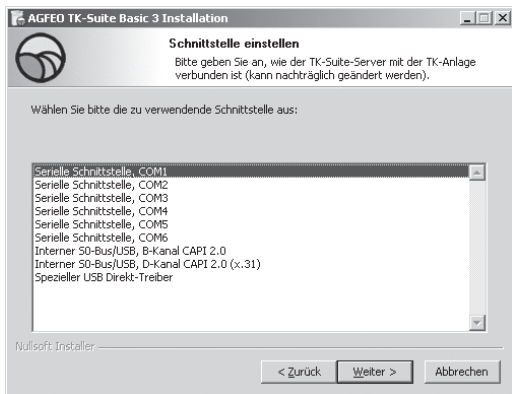 AGFEO TK-Suite Basic 3 Installation
Schnittstelle einstellen
Bitte geben Sie an, wie der TK-Suite-Server mit der TK-Anlage
verbunden ist (kann nachträglich geändert werden).
Wählen Sie bitte die zu verwendende Schnittstelle aus:
Serielle Schnittstelle, COM1
Serielle Schnittstelle, COM2
Serielle Schnittstelle, COM3
Serielle Schnittstelle, COM4
Serielle Schnittstelle, COM5
Serielle Schnittstelle, COM6
Interner S0-Bus/USB, B-Kanal CAPI 2.0
Interner S0-Bus/USB, D-Kanal CAPI 2.0 (x.31)
Spezieller USB Direkt-Treiber
Nullsoft Installer
< Zurück Weiter > Abbrechen